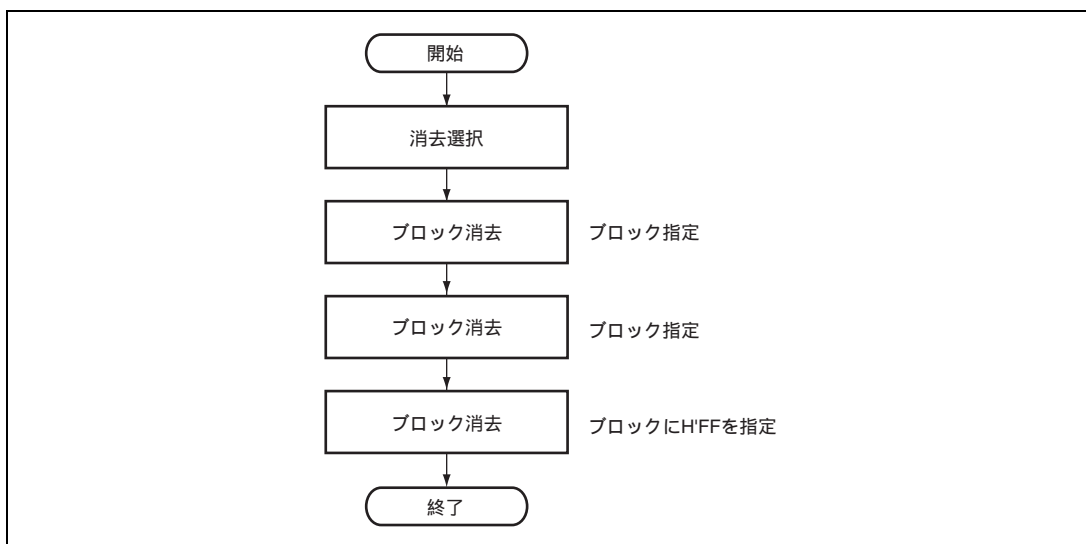 開始
消去選択
ブロック消去
ブロック指定
ブロック消去
ブロック指定
ブロック消去
ブロックにH'FFを指定
終了